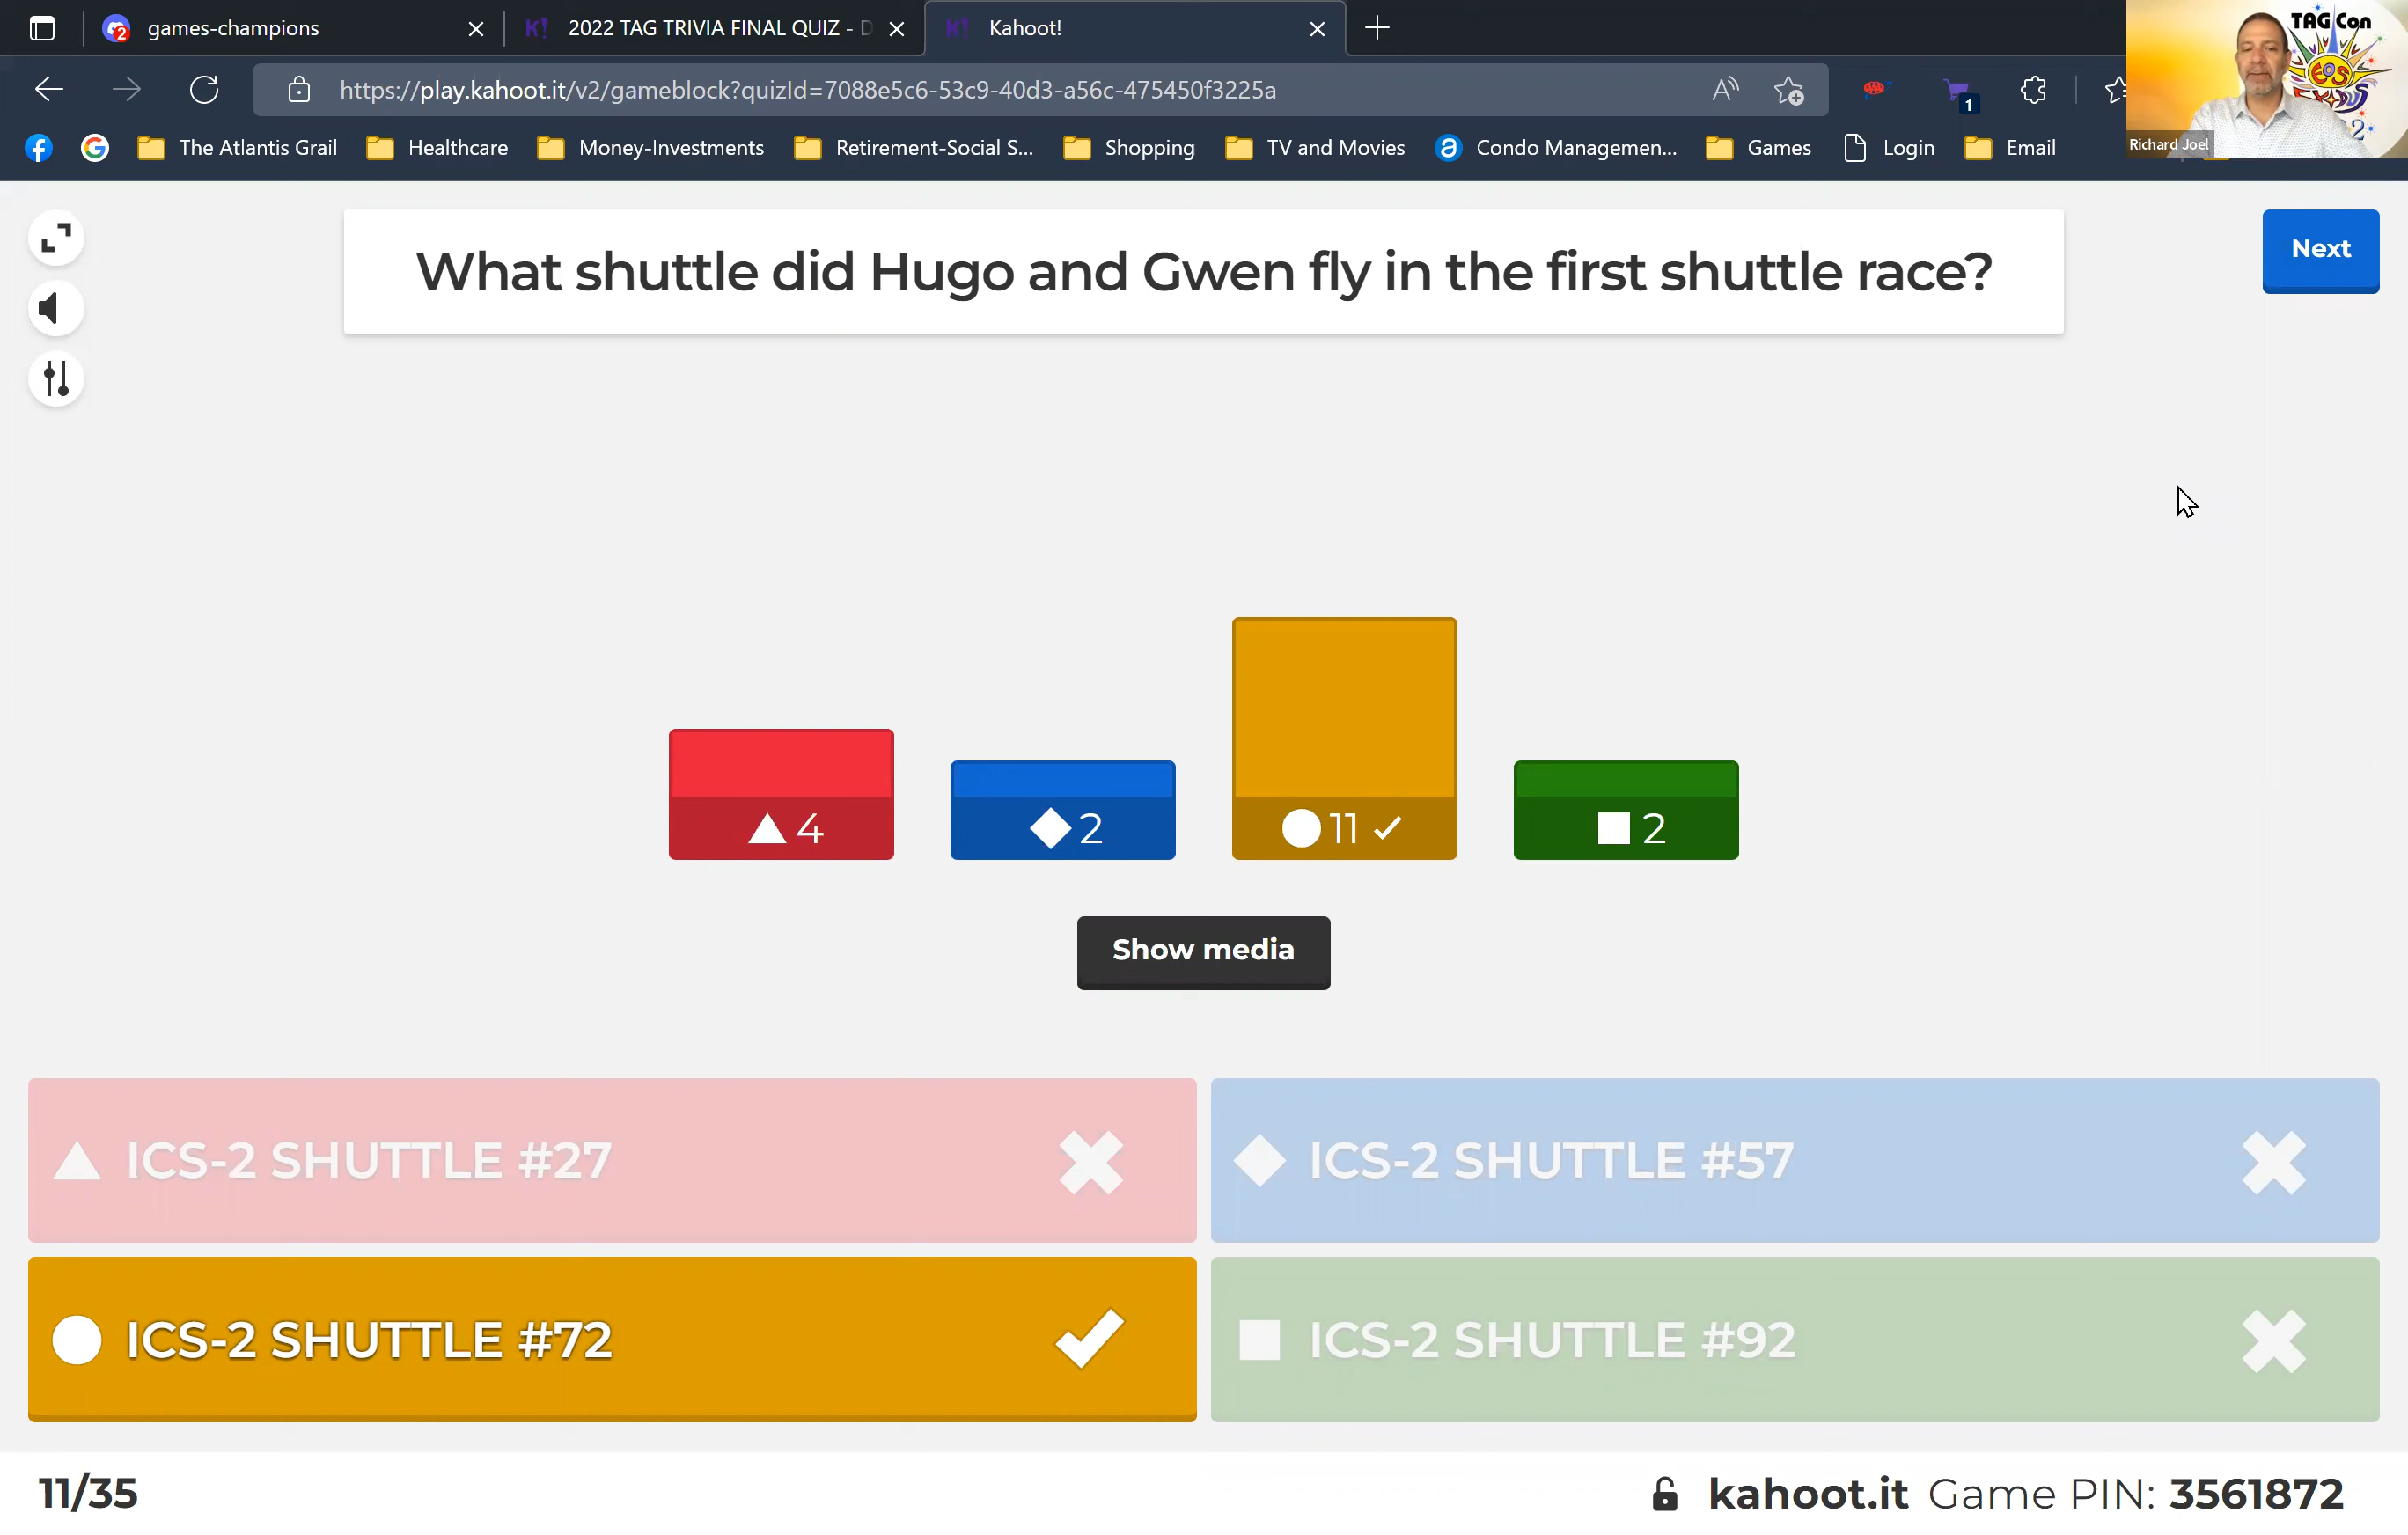 games-champions
2022 TAG TRIVIA FINAL QUIZ - D
Kahoot!
https://play.kahoot.it/v2/gameblock?quizId=7088e5c6-53c9-40d3-a56c-475450f3225a
1
The Atlantis Grail
Healthcare
Money-Investments
Retirement-Social S...
Shopping
TV and Movies
Condo Managemen...
Games
Login
Email
TAG Con
EOS
EXODUS
Richard Joel
What shuttle did Hugo and Gwen fly in the first shuttle race?
Next
4
2
11
2
Show media
ICS-2 SHUTTLE #27
ICS-2 SHUTTLE #57
ICS-2 SHUTTLE #72
ICS-2 SHUTTLE #92
11/35
kahoot.it Game PIN: 3561872